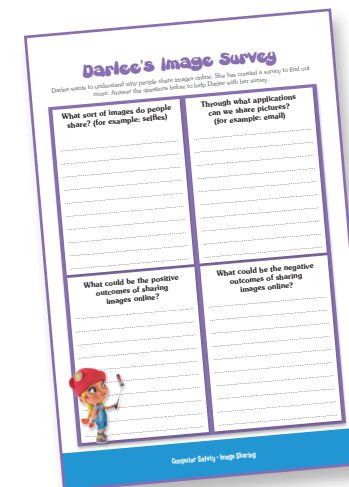 Darlee's Image Survey
Darlee wants to understand why people share images online. She has created a survey to find out
more. Answer the questions below to help Darlee with her survey.
What sort of images do people
share? (for example: selfies)
Through what applications
can we share pictures?
(for example: email)
What could be the positive
outcomes of sharing
images online?
What could be the negative
outcomes of sharing
images online?
Computer Safety - Image Sharing